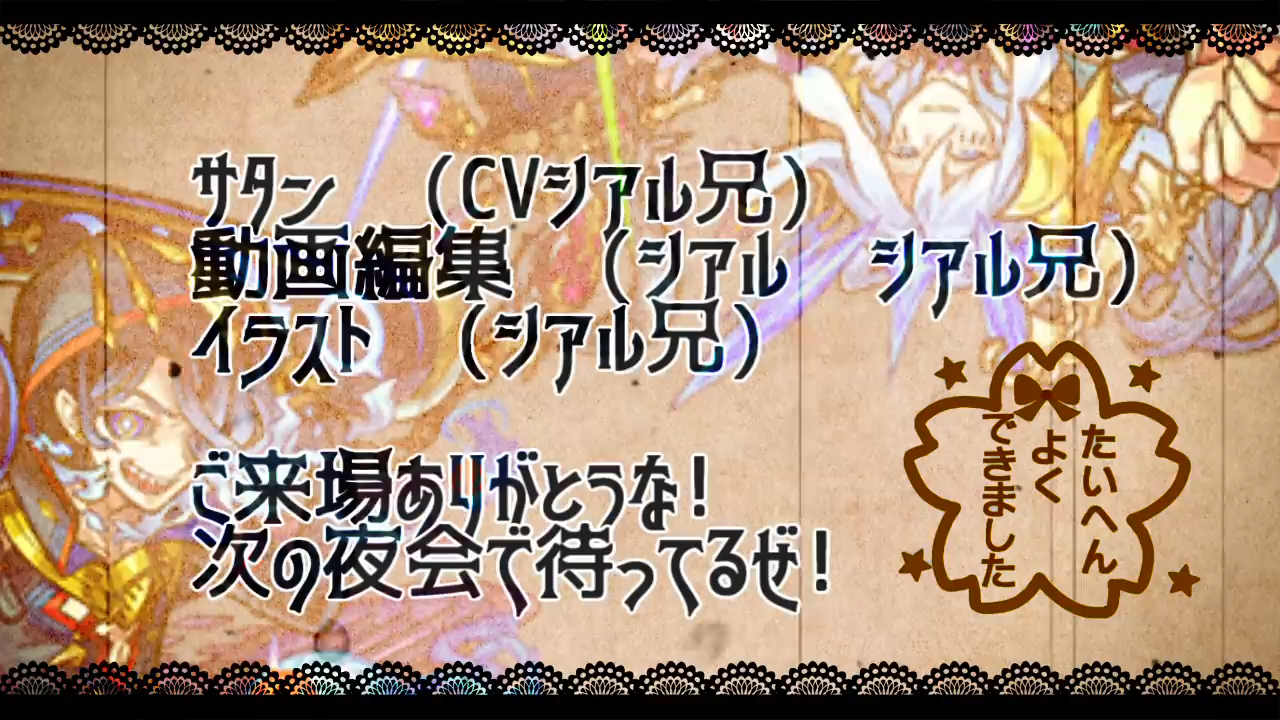 サタン　（CVシアル兄）
動画編集　（シアル　シアル兄）
イラスト　（シアル兄）
ご来場ありがとうな！
次の夜会で待ってるぜ！
たいへん
よく
できました